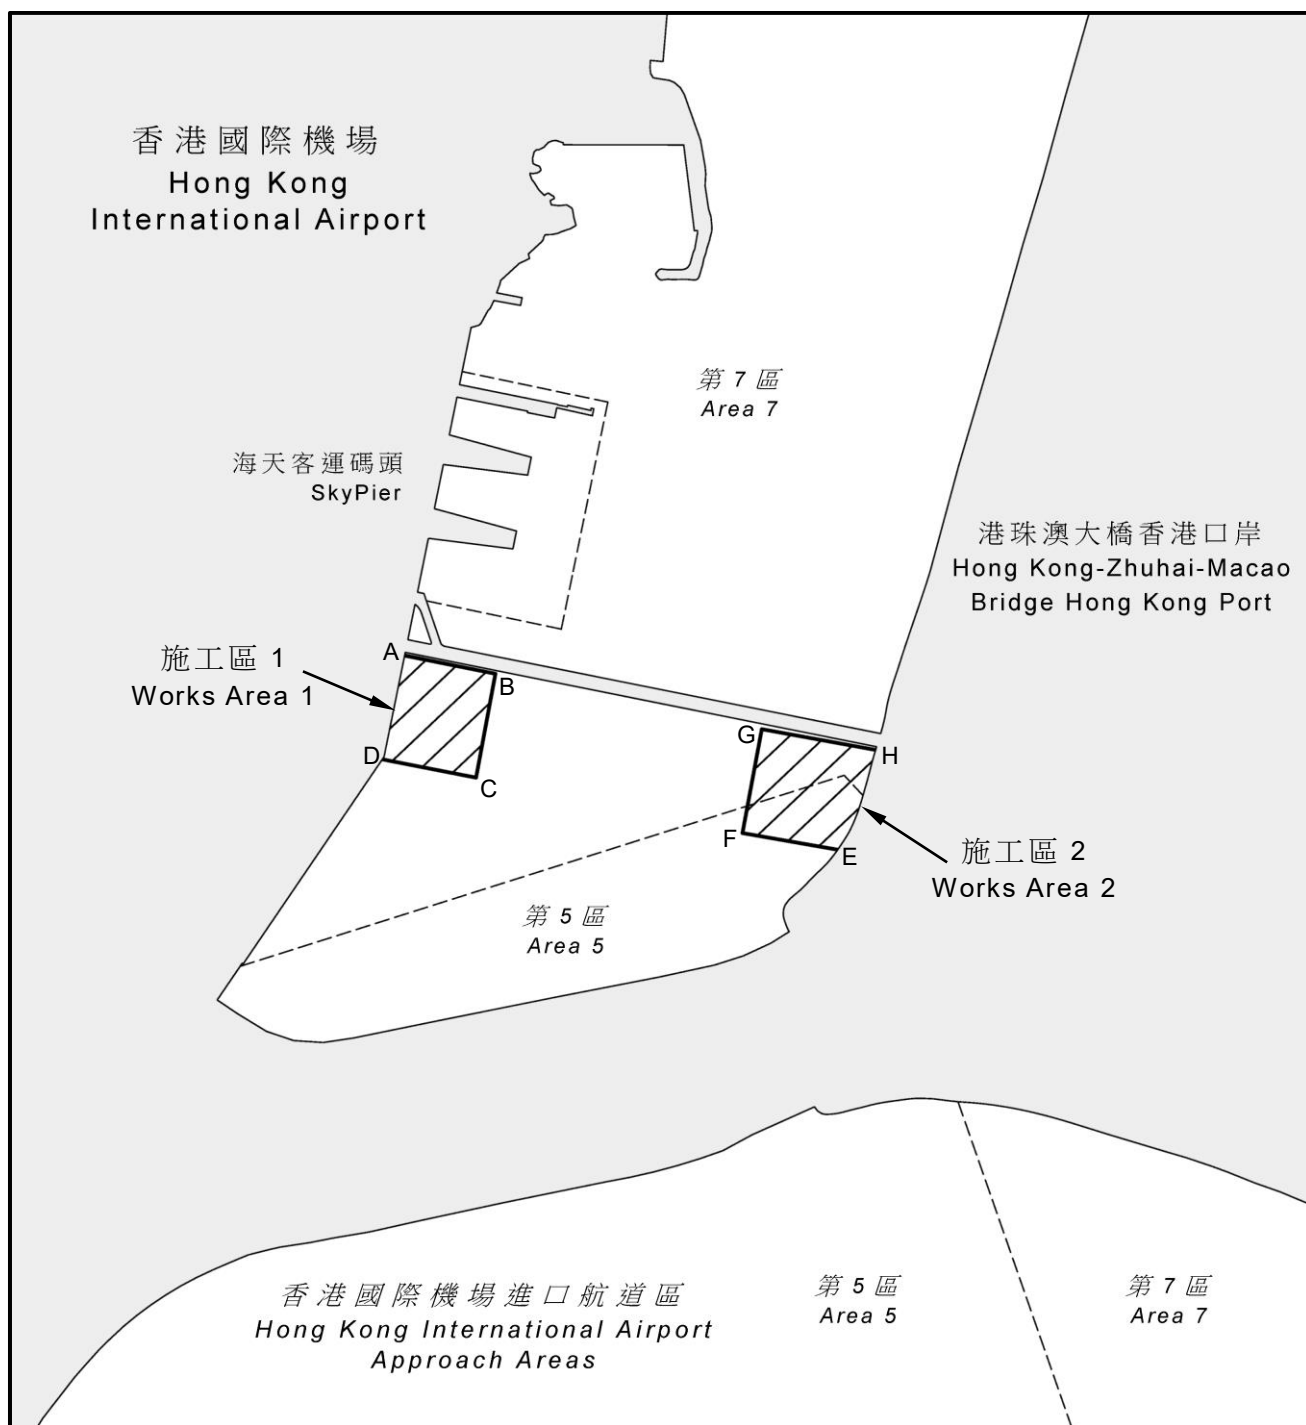 香港國際機場
Hong Kong
International Airport
第 7 區
Area 7
海天客運碼頭
SkyPier
港珠澳大橋香港口岸
Hong Kong-Zhuhai-Macao
Bridge Hong Kong Port
施工區 1
Works Area 1
A
B
C
D
G
H
F
E
施工區 2
Works Area 2
第 5 區
Area 5
香港國際機場進口航道區
Hong Kong International Airport
Approach Areas
第 5 區
Area 5
第 7 區
Area 7